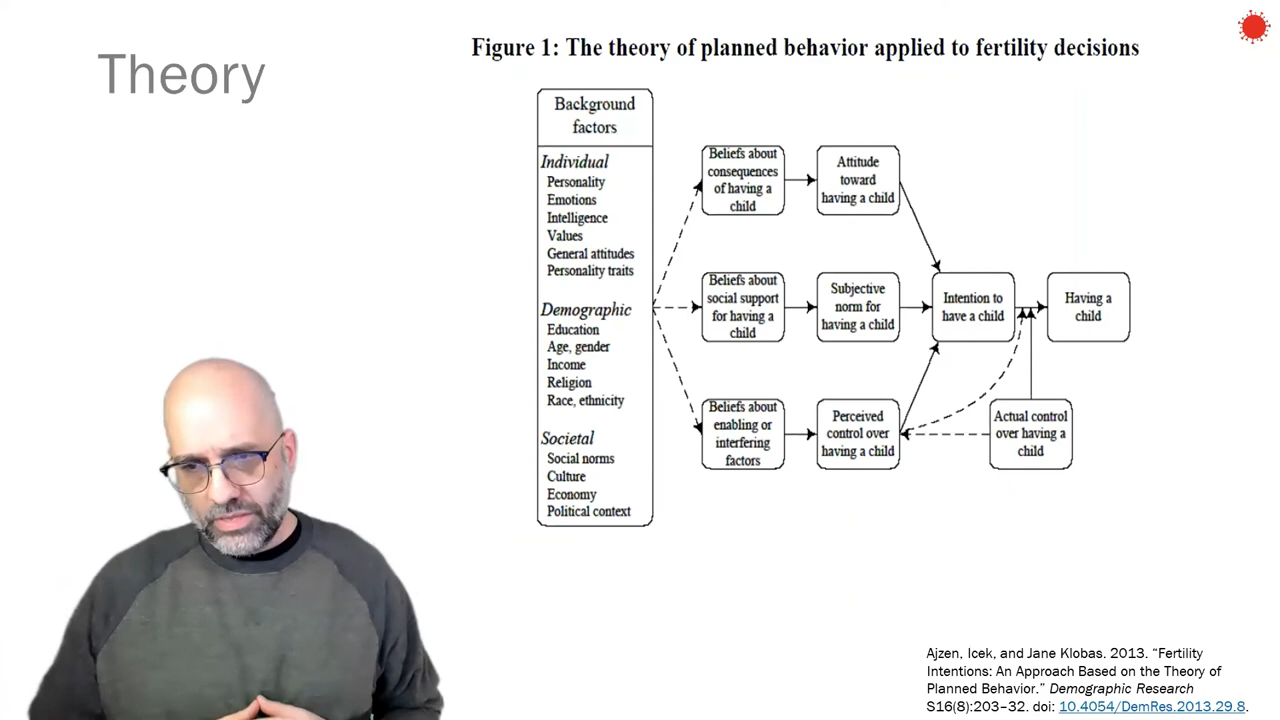 Theory
Figure 1: The theory of planned behavior applied to fertility decisions
Background
factors
Individual
Personality
Emotions
Intelligence
Values
General attitudes
Personality traits
Demographic
Education
Age, gender
Income
Religion
Race, ethnicity
Societal
Social norms
Culture
Economy
Political context
Beliefs about
consequences
of having a
child
Attitude
toward
having a child
Beliefs about
social support
for having a
child
Subjective
norm for
having a child
Intention to
have a child
Having a
child
Beliefs about
enabling or
interfering
factors
Perceived
control over
having a child
Actual control
over having a
child
Ajzen, Icek, and Jane Klobas. 2013. “Fertility
Intentions: An Approach Based on the Theory of
Planned Behavior.” Demographic Research
S16(8):203–32. doi: 10.4054/DemRes.2013.29.8.